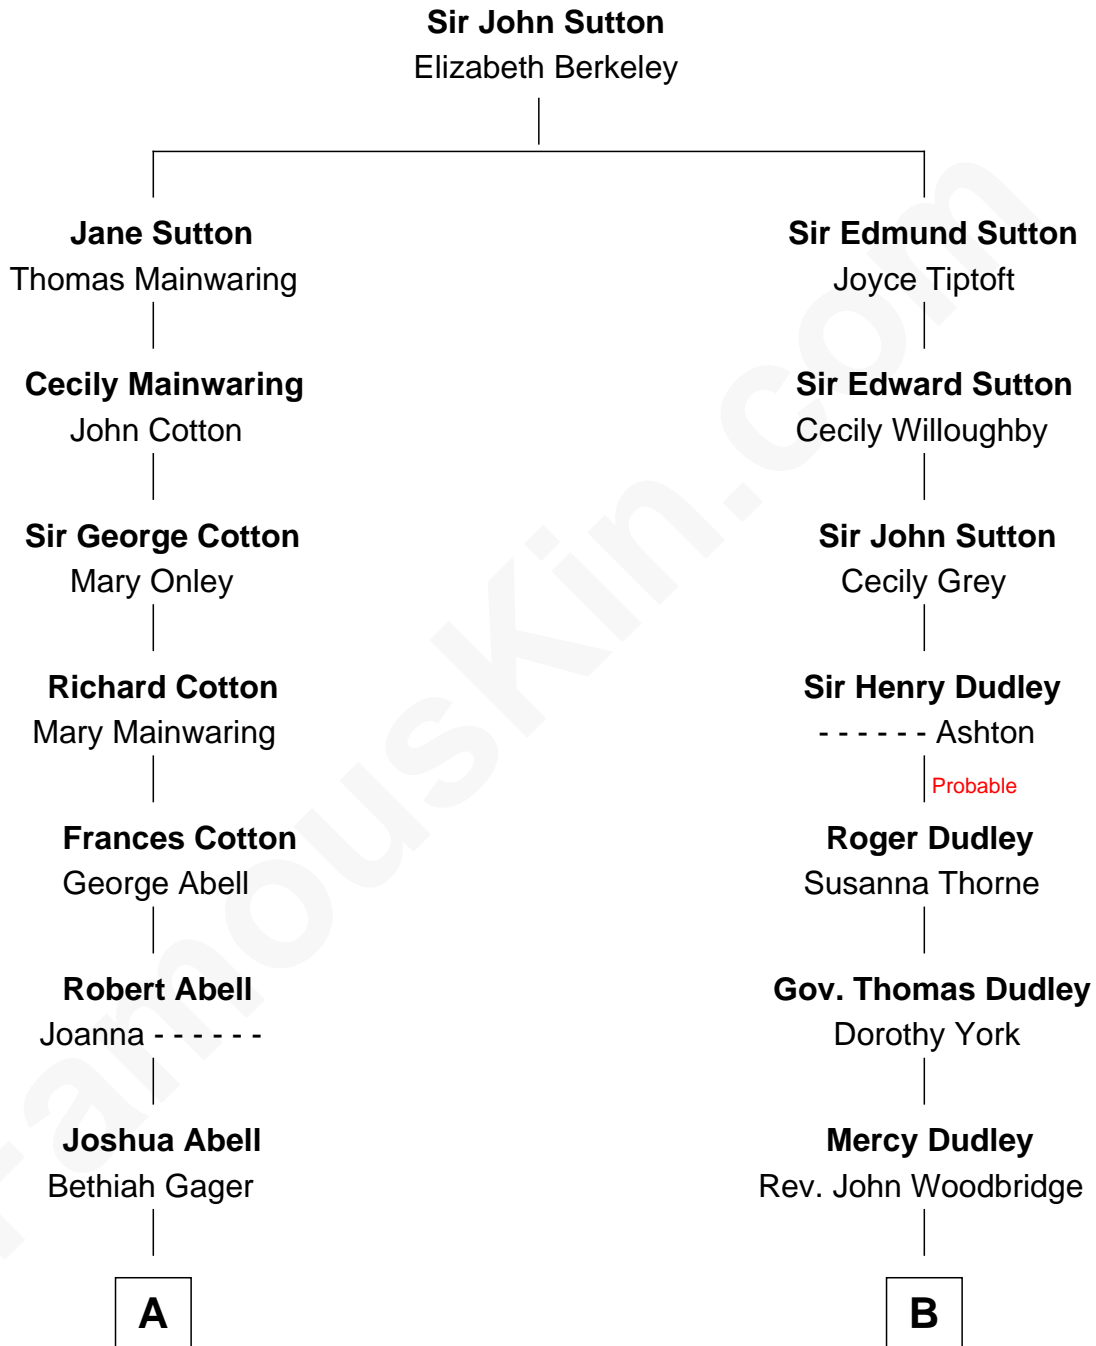 Sir John Sutton
Elizabeth Berkeley
Jane Sutton
Thomas Mainwaring
Cecily Mainwaring
John Cotton
Sir George Cotton
Mary Onley
Richard Cotton
Mary Mainwaring
Frances Cotton
George Abell
Robert Abell
Joanna - - - - - -
Joshua Abell
Bethiah Gager
A
Sir Edmund Sutton
Joyce Tiptoft
Sir Edward Sutton
Cecily Willoughby
Sir John Sutton
Cecily Grey
Sir Henry Dudley
- - - - - - Ashton
Probable
Roger Dudley
Susanna Thorne
Gov. Thomas Dudley
Dorothy York
Mercy Dudley
Rev. John Woodbridge
B
FamousKin.com